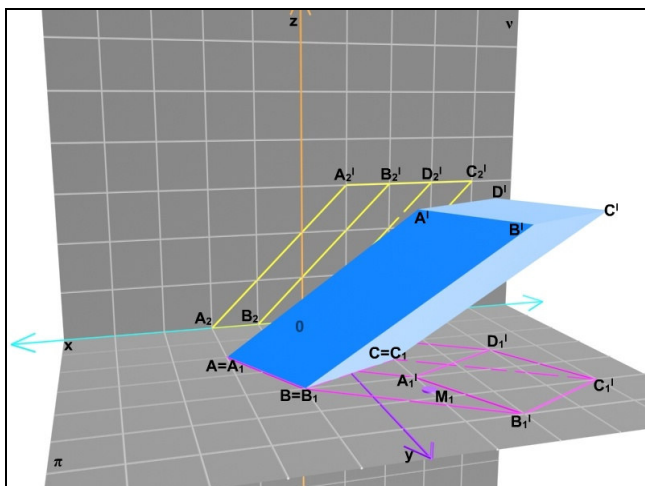 z
ν
A₂ᴵ
B₂ᴵ
D₂ᴵ
C₂ᴵ
Dᴵ
Aᴵ
Bᴵ
Cᴵ
A₂
B₂
0
x
A=A₁
C=C₁
D₁ᴵ
B=B₁
A₁ᴵ
M₁
C₁ᴵ
B₁ᴵ
y
π